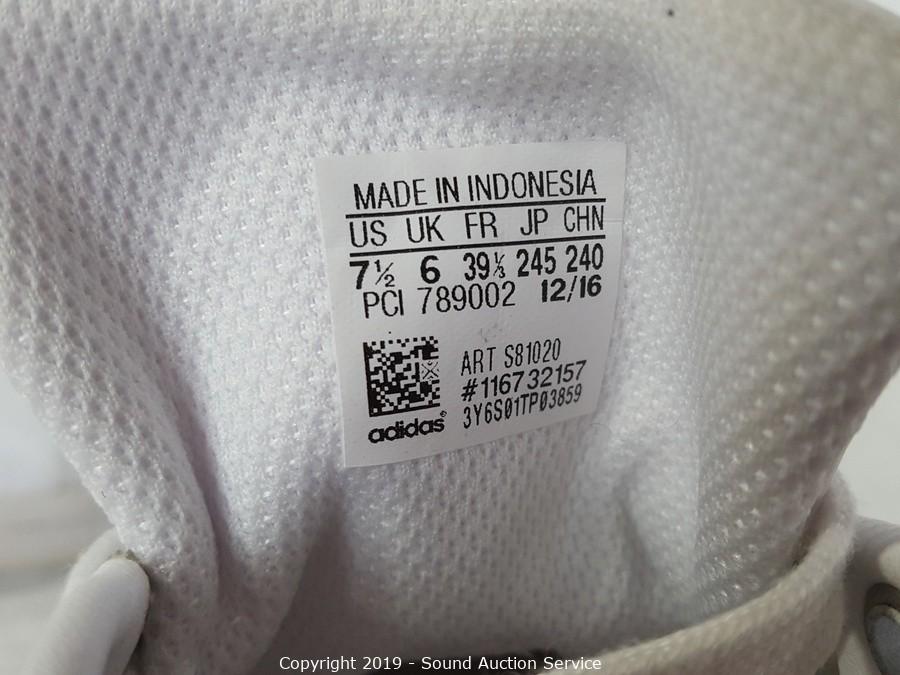 MADE IN INDONESIA
US UK FR JP CHN
7½ 6 39⅓ 245 240
PCI 789002 12/16
ART S81020
#116732157
3Y6S01TP03859
adidas®
Copyright 2019 - Sound Auction Service